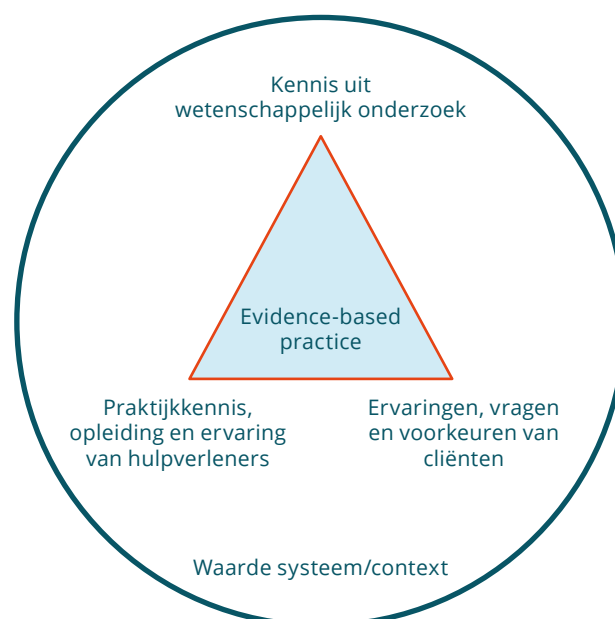 Kennis uit
wetenschappelijk onderzoek
Evidence-based
practice
Praktijkkennis,
opleiding en ervaring
van hulpverleners
Ervaringen, vragen
en voorkeuren van
cliënten
Waarde systeem/context